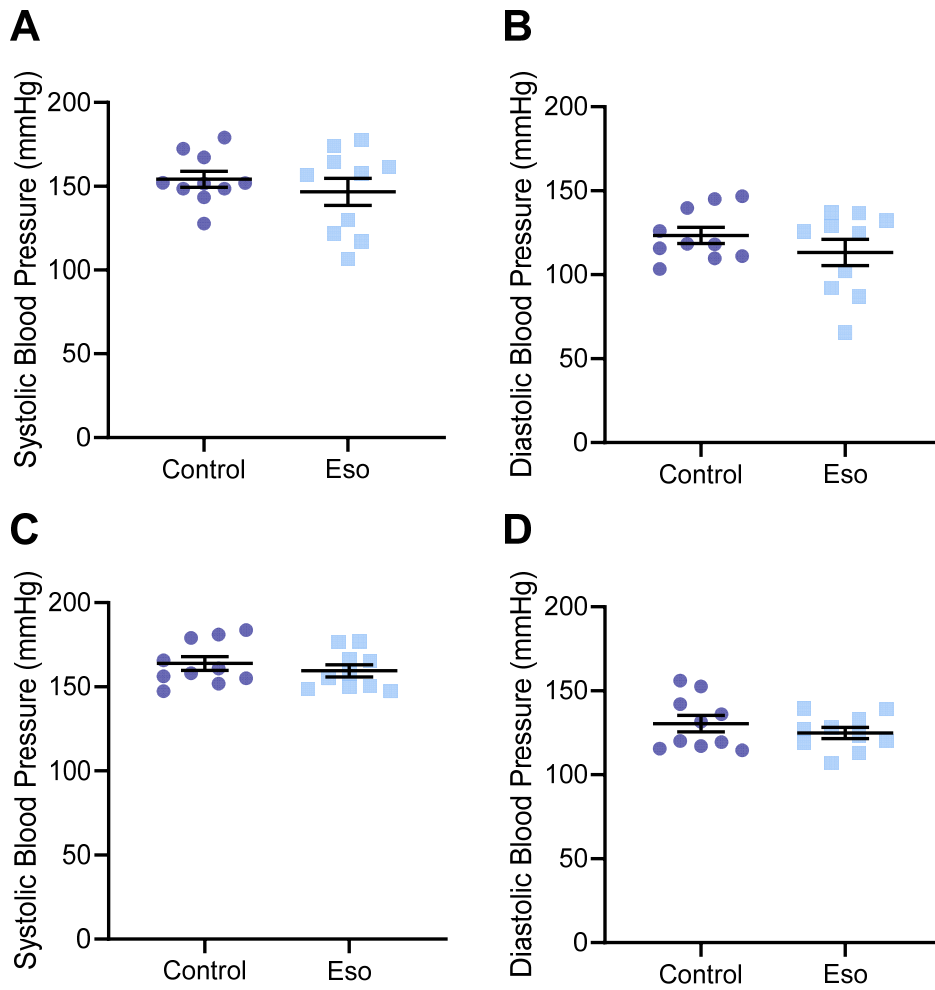 A
Systolic Blood Pressure (mmHg)
200
150
100
50
0
Control
Eso
B
Diastolic Blood Pressure (mmHg)
200
150
100
50
0
Control
Eso
C
Systolic Blood Pressure (mmHg)
200
150
100
50
0
Control
Eso
D
Diastolic Blood Pressure (mmHg)
200
150
100
50
0
Control
Eso